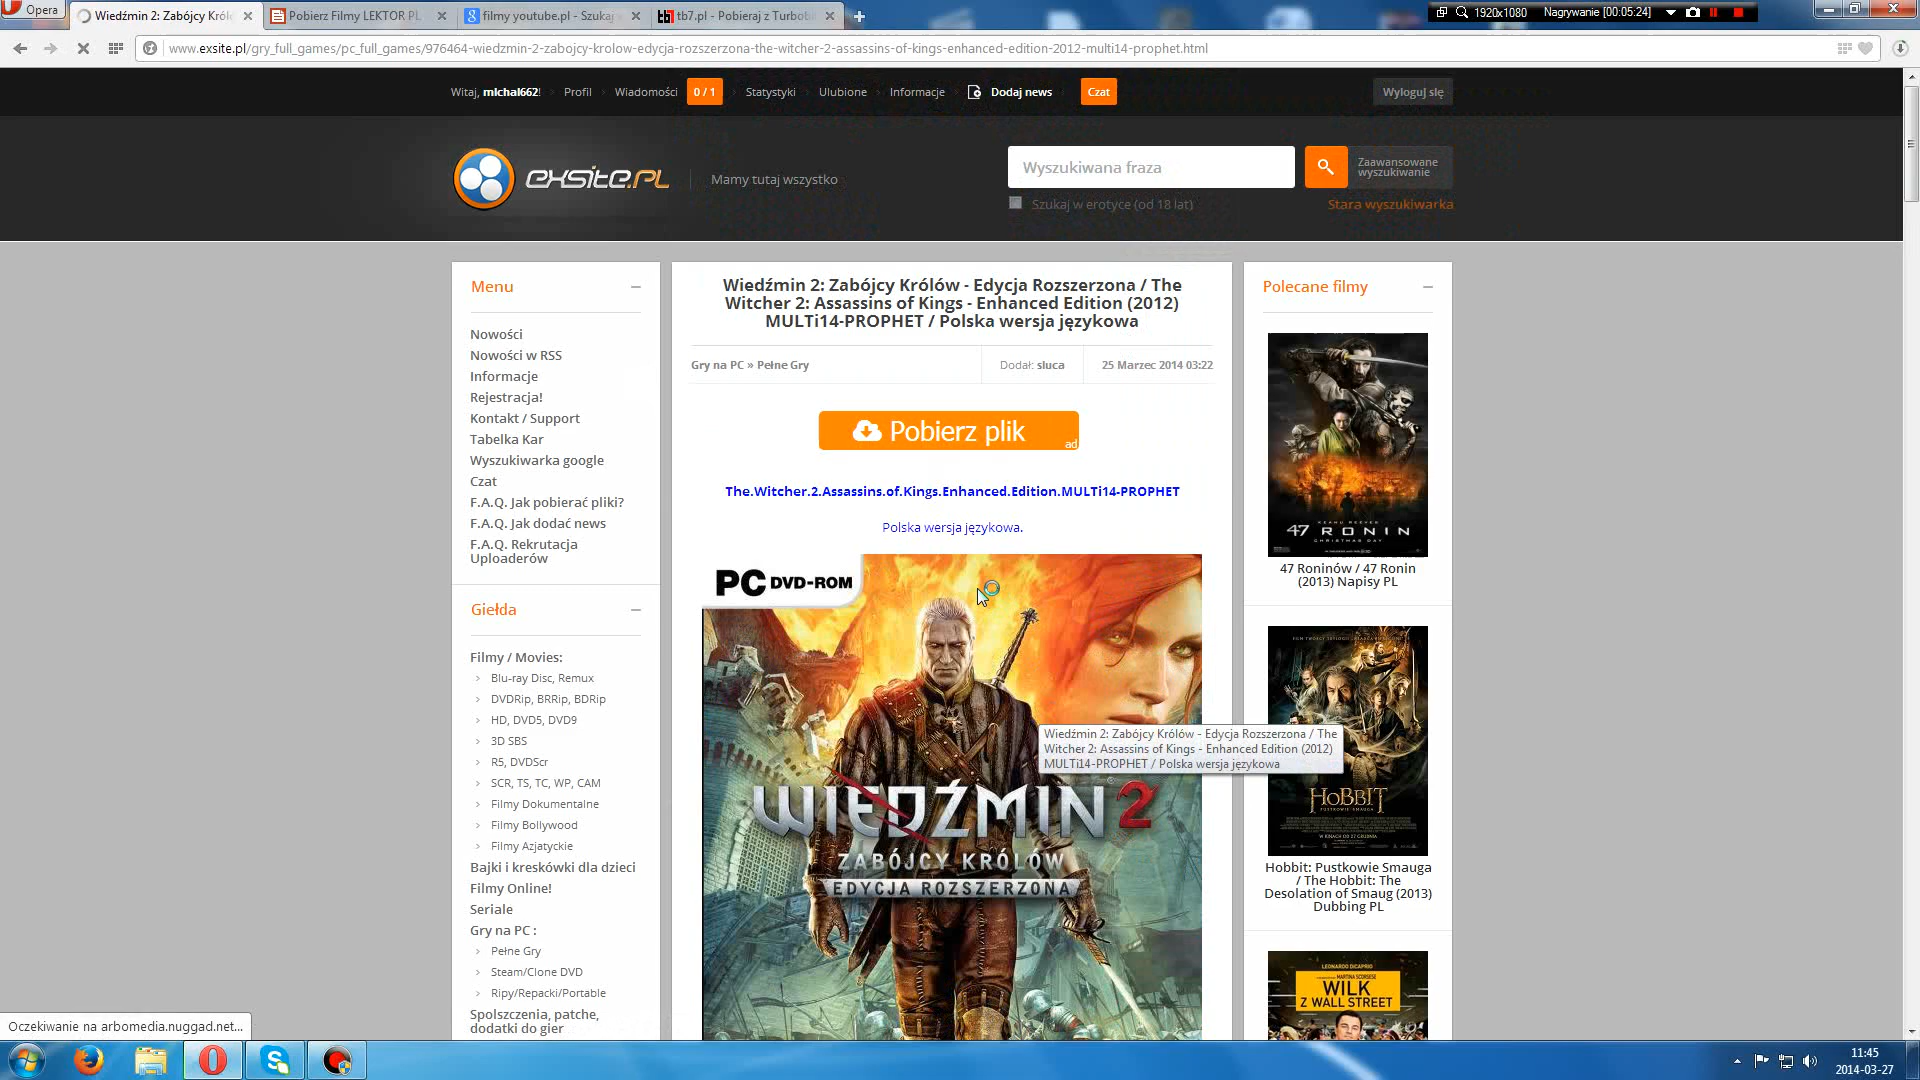 Opera
Wiedźmin 2: Zabójcy Król
Pobierz Filmy LEKTOR PL
filmy youtube.pl - Szukaj
tb7.pl - Pobieraj z Turbobi
1920x1080
Nagrywanie [00:05:24]
www.exsite.pl/gry_full_games/pc_full_games/976464-wiedzmin-2-zabojcy-krolow-edycja-rozszerzona-the-witcher-2-assassins-of-kings-enhanced-edition-2012-multi14-prophet.html
Witaj, michal662!
Profil
Wiadomości
0 / 1
Statystyki
Ulubione
Informacje
Dodaj news
Czat
Wyloguj się
exsite.PL
Mamy tutaj wszystko
Wyszukiwana fraza
Zaawansowane
wyszukiwanie
Szukaj w erotyce (od 18 lat)
Stara wyszukiwarka
Menu
Nowości
Nowości w RSS
Informacje
Rejestracja!
Kontakt / Support
Tabelka Kar
Wyszukiwarka google
Czat
F.A.Q. Jak pobierać pliki?
F.A.Q. Jak dodać news
F.A.Q. Rekrutacja
Uploaderów
Giełda
Filmy / Movies:
Blu-ray Disc, Remux
DVDRip, BRRip, BDRip
HD, DVD5, DVD9
3D SBS
R5, DVDScr
SCR, TS, TC, WP, CAM
Filmy Dokumentalne
Filmy Bollywood
Filmy Azjatyckie
Bajki i kreskówki dla dzieci
Filmy Online!
Seriale
Gry na PC :
Pełne Gry
Steam/Clone DVD
Ripy/Repacki/Portable
Spolszczenia, patche,
dodatki do gier
Wiedźmin 2: Zabójcy Królów - Edycja Rozszerzona / The
Witcher 2: Assassins of Kings - Enhanced Edition (2012)
MULTi14-PROPHET / Polska wersja językowa
Gry na PC » Pełne Gry
Dodał: sluca
25 Marzec 2014 03:22
Pobierz plik
ad
The.Witcher.2.Assassins.of.Kings.Enhanced.Edition.MULTi14-PROPHET
Polska wersja językowa.
PC DVD-ROM
WIEDŹMIN 2
ZABÓJCY KRÓLÓW
EDYCJA ROZSZERZONA
Wiedźmin 2: Zabójcy Królów - Edycja Rozszerzona / The
Witcher 2: Assassins of Kings - Enhanced Edition (2012)
MULTi14-PROPHET / Polska wersja językowa
Polecane filmy
KEANU REEVES
47 RONIN
CHRISTMAS DAY
47 Roninów / 47 Ronin
(2013) Napisy PL
HOBBIT
PUSTKOWIE SMAUGA
W KINACH OD 27 GRUDNIA
Hobbit: Pustkowie Smauga
/ The Hobbit: The
Desolation of Smaug (2013)
Dubbing PL
LEONARDO DiCAPRIO
WILK
Z WALL STREET
Oczekiwanie na arbomedia.nuggad.net...
11:45
2014-03-27